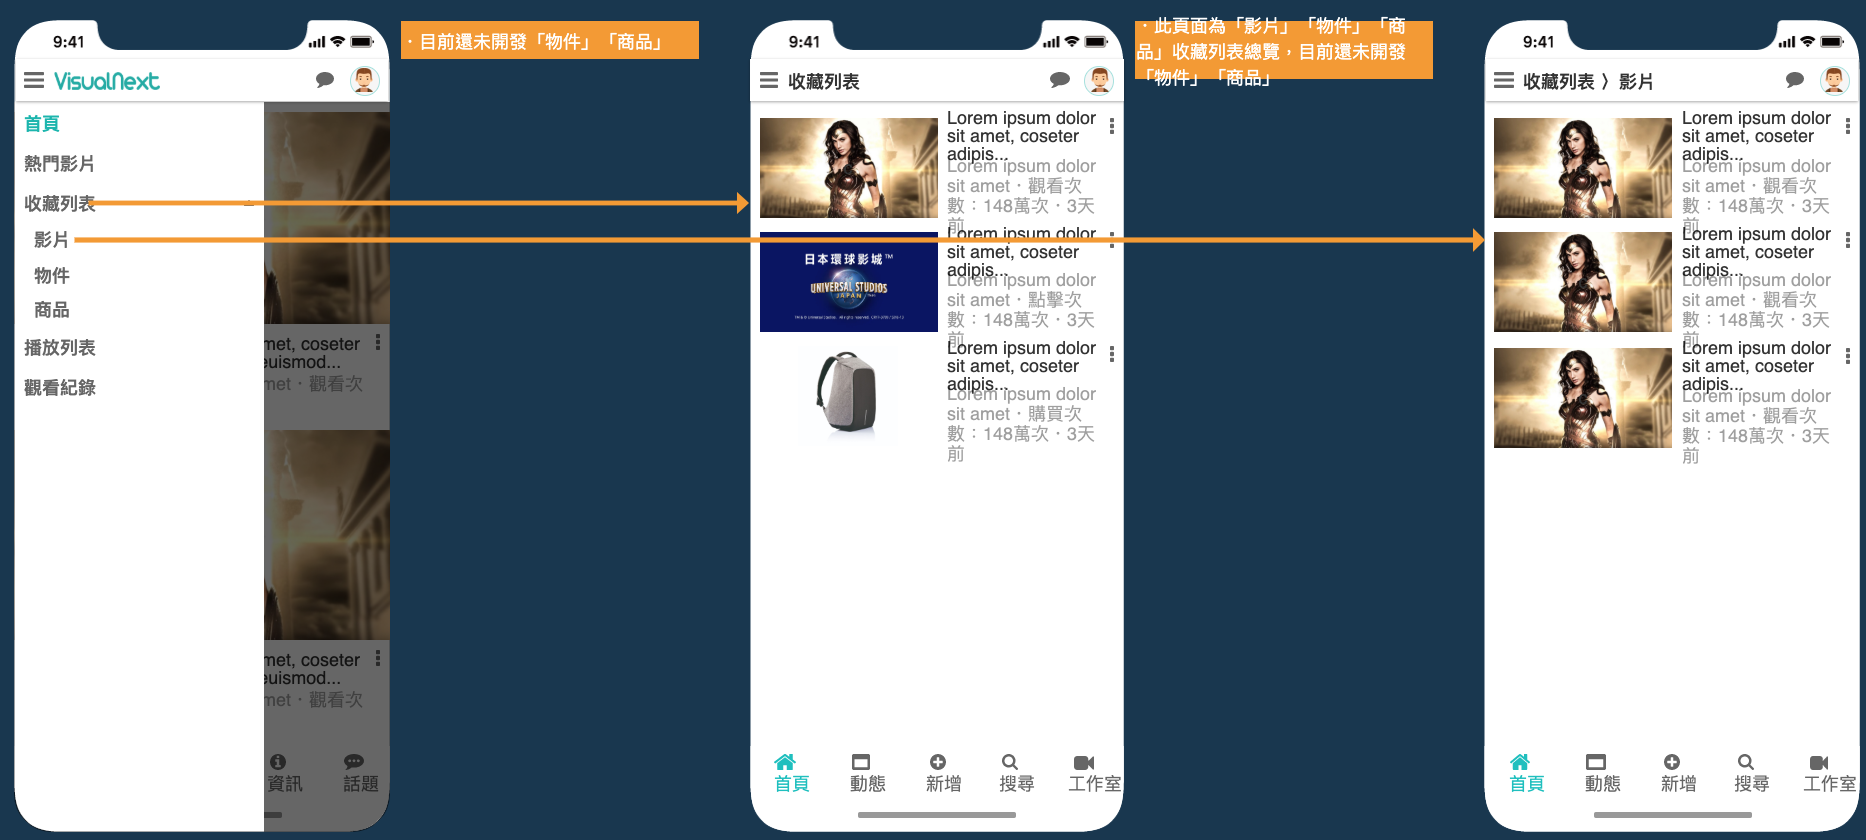 9:41
VisualNext
首頁
熱門影片
收藏列表
影片
物件
商品
播放列表
觀看紀錄
met, coseter
euismod...
met・觀看次
met, coseter
euismod...
met・觀看次
資訊
話題
・目前還未開發「物件」「商品」
9:41
收藏列表
Lorem ipsum dolor
sit amet, coseter
adipis...
Lorem ipsum dolor
sit amet・觀看次
數：148萬次・3天
前
日本環球影城™
UNIVERSAL STUDIOS
JAPAN
Lorem ipsum dolor
sit amet, coseter
adipis...
Lorem ipsum dolor
sit amet・點擊次
數：148萬次・3天
前
Lorem ipsum dolor
sit amet, coseter
adipis...
Lorem ipsum dolor
sit amet・購買次
數：148萬次・3天
前
首頁
動態
新增
搜尋
工作室
・此頁面為「影片」「物件」「商
品」收藏列表總覽，目前還未開發
「物件」「商品」
9:41
收藏列表 〉影片
Lorem ipsum dolor
sit amet, coseter
adipis...
Lorem ipsum dolor
sit amet・觀看次
數：148萬次・3天
前
Lorem ipsum dolor
sit amet, coseter
adipis...
Lorem ipsum dolor
sit amet・觀看次
數：148萬次・3天
前
Lorem ipsum dolor
sit amet, coseter
adipis...
Lorem ipsum dolor
sit amet・觀看次
數：148萬次・3天
前
首頁
動態
新增
搜尋
工作室